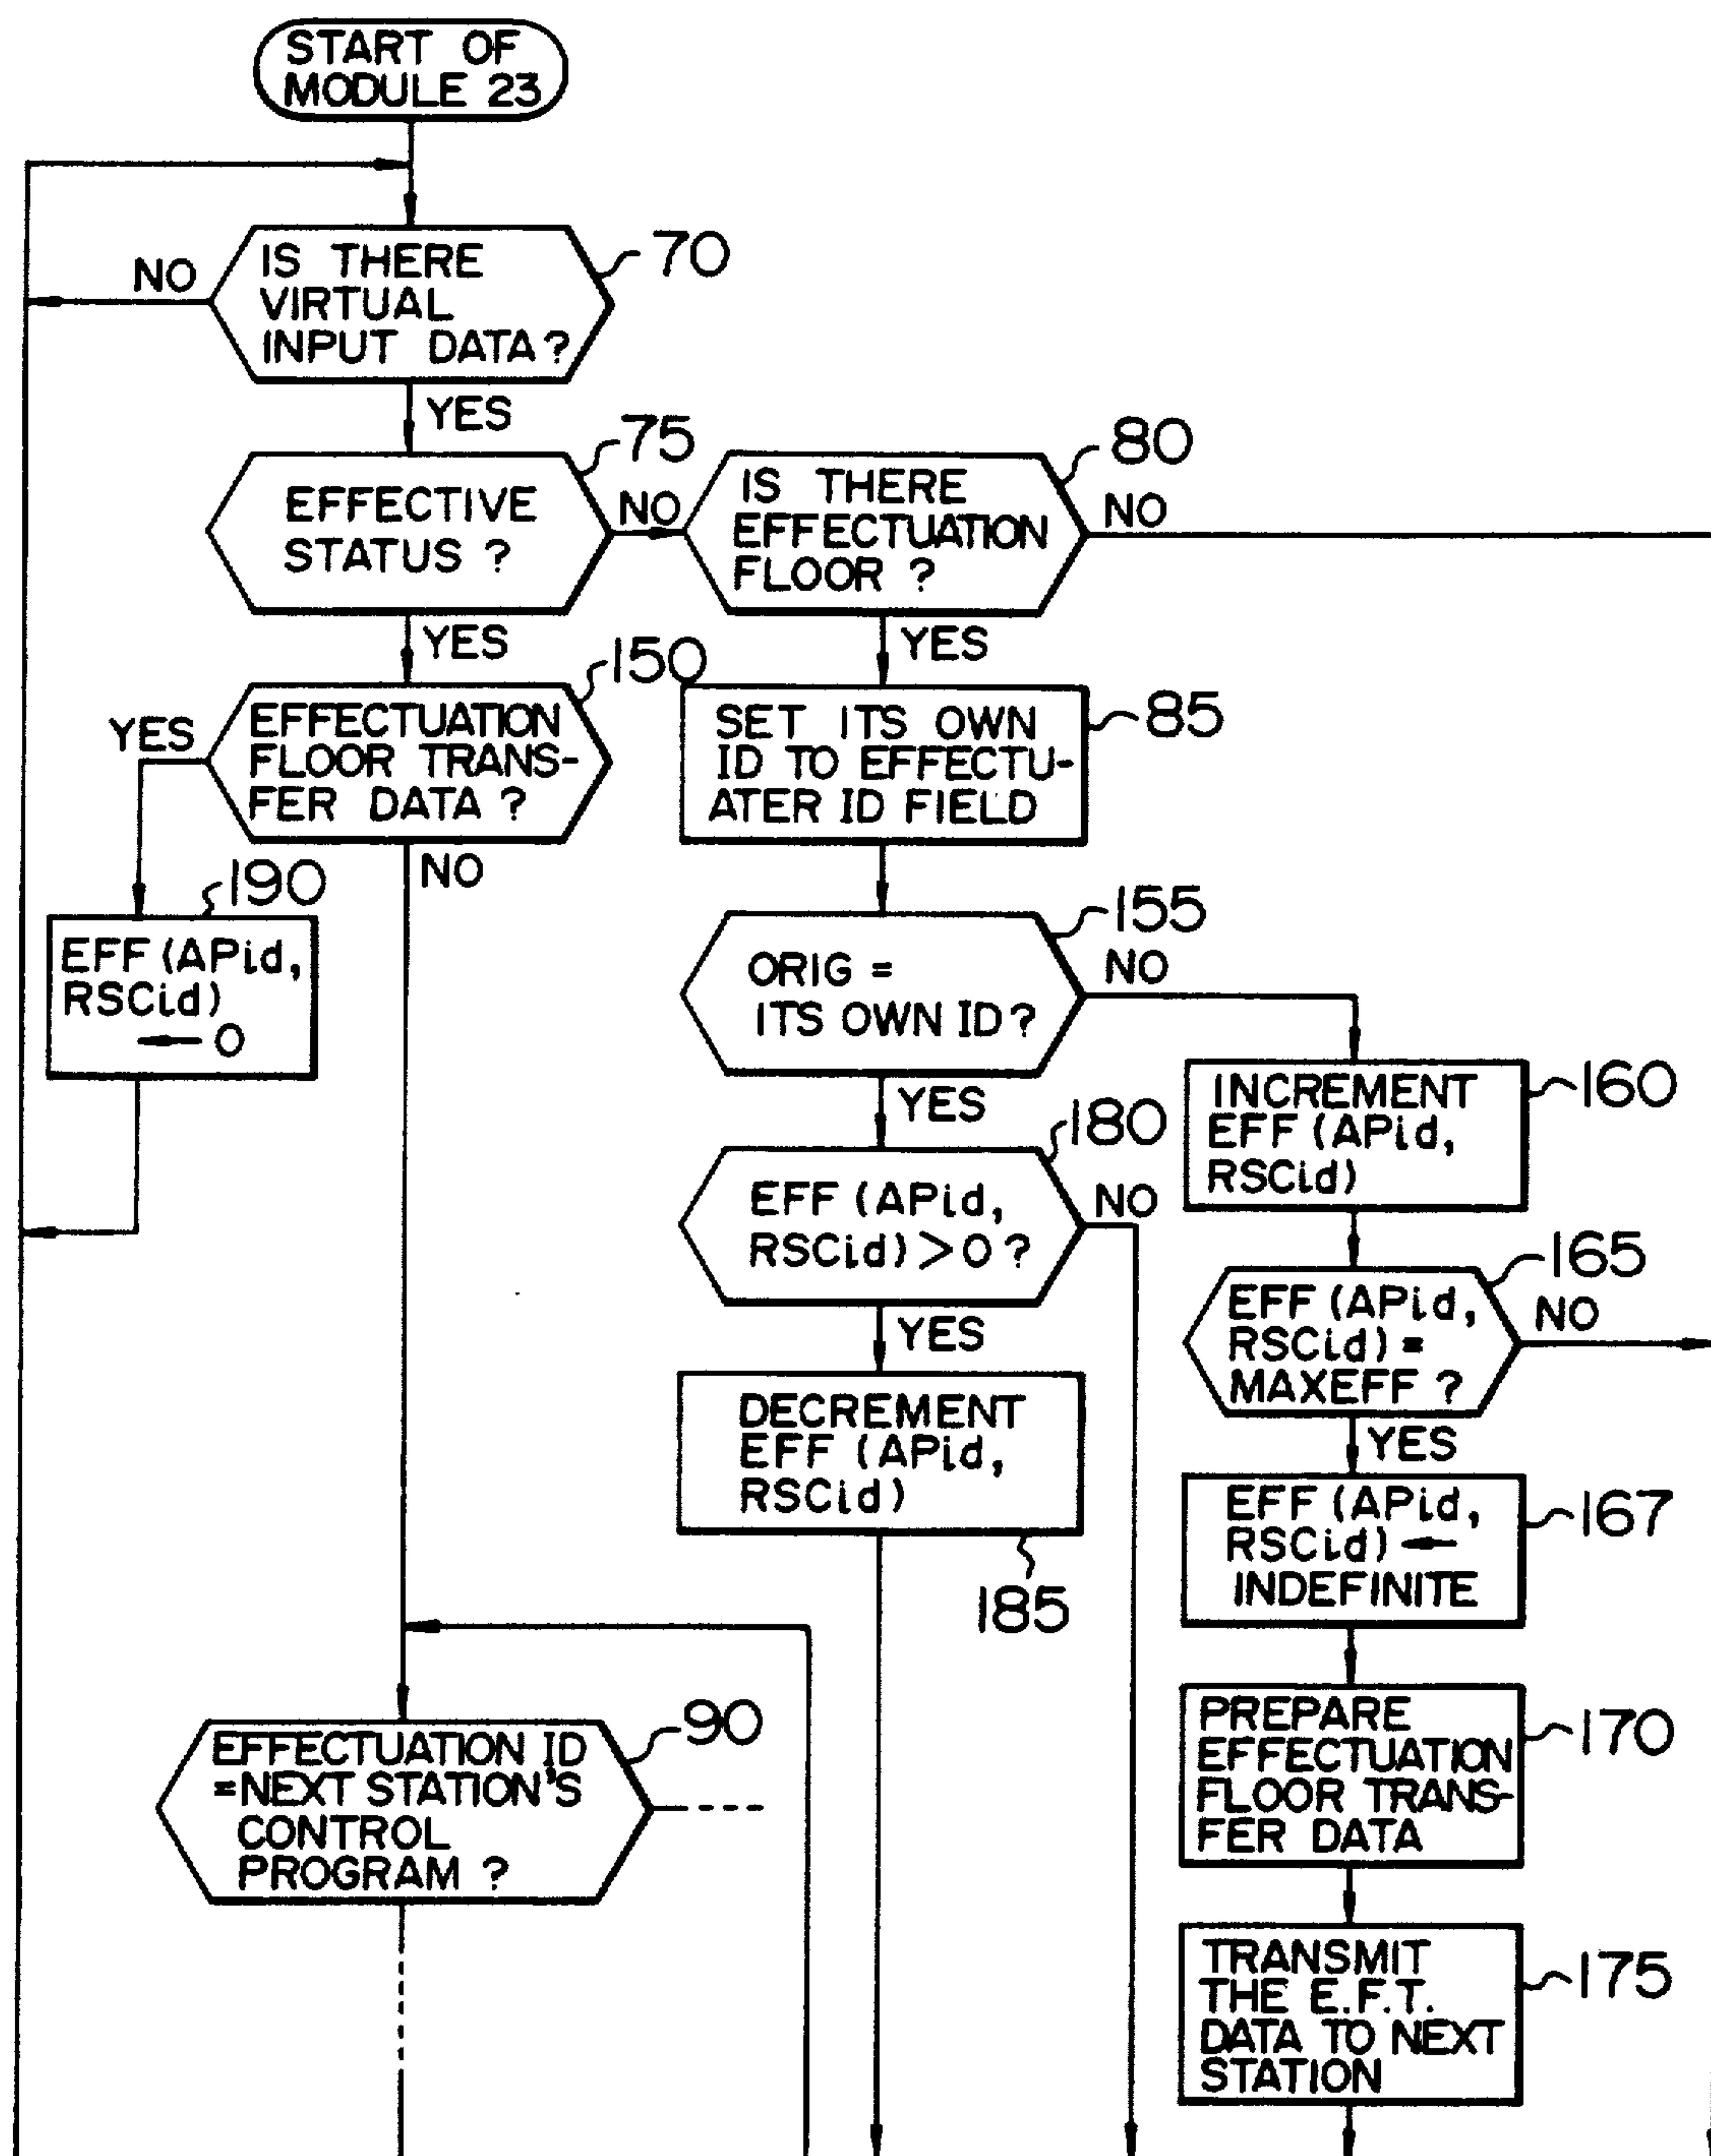 START OF
MODULE 23
IS THERE
VIRTUAL
INPUT DATA?
70
NO
YES
EFFECTIVE
STATUS ?
75
NO
IS THERE
EFFECTUATION
FLOOR ?
80
NO
YES
YES
EFFECTUATION
FLOOR TRANS-
FER DATA ?
150
YES
NO
SET ITS OWN
ID TO EFFECTU-
ATER ID FIELD
85
190
EFF (APid,
RSCid)
← 0
ORIG =
ITS OWN ID?
155
NO
YES
INCREMENT
EFF (APid,
RSCid)
160
EFF (APid,
RSCid) > 0 ?
180
NO
YES
EFF (APid,
RSCid) =
MAXEFF ?
165
NO
YES
DECREMENT
EFF (APid,
RSCid)
185
EFF (APid,
RSCid) ←
INDEFINITE
167
EFFECTUATION ID
=NEXT STATION'S
CONTROL
PROGRAM ?
90
PREPARE
EFFECTUATION
FLOOR TRANS-
FER DATA
170
TRANSMIT
THE E.F.T.
DATA TO NEXT
STATION
175